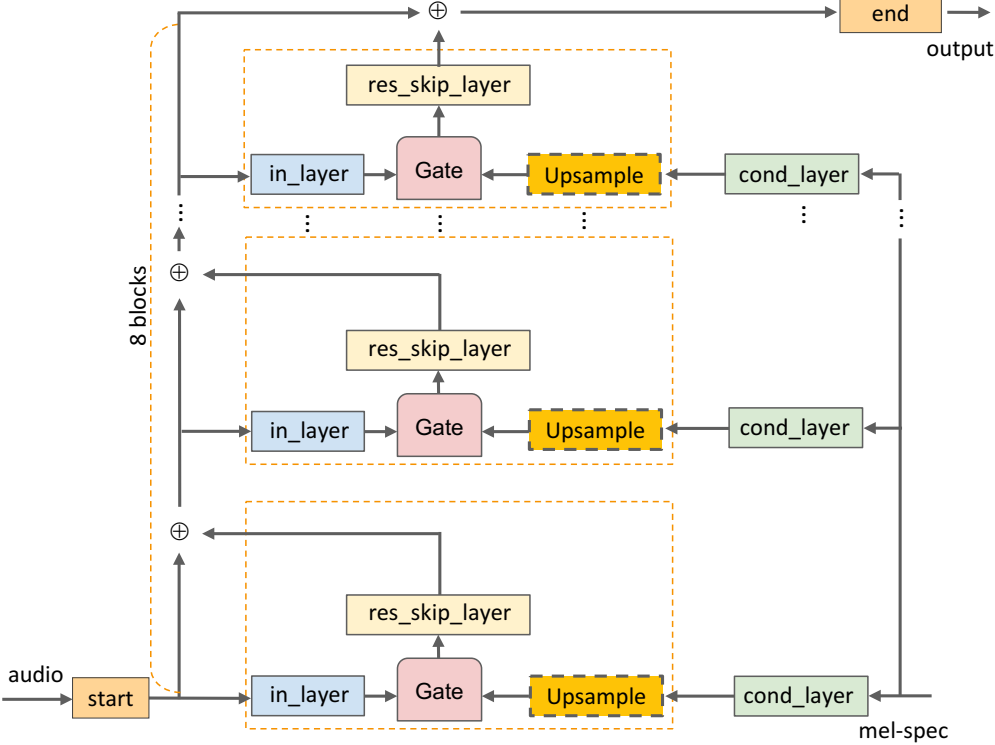 end
output
res_skip_layer
in_layer
Gate
Upsample
cond_layer
8 blocks
res_skip_layer
in_layer
Gate
Upsample
cond_layer
res_skip_layer
audio
start
in_layer
Gate
Upsample
cond_layer
mel-spec